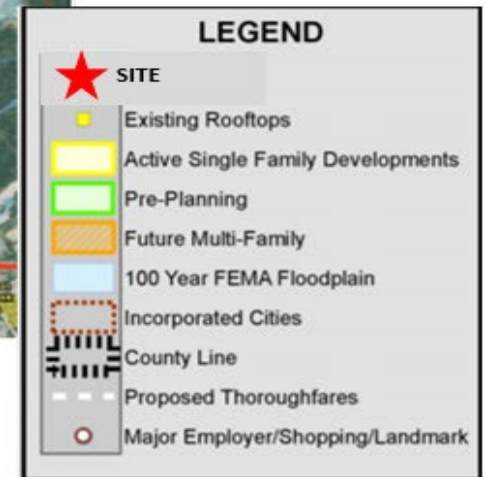 LEGEND
SITE
Existing Rooftops
Active Single Family Developments
Pre-Planning
Future Multi-Family
100 Year FEMA Floodplain
Incorporated Cities
County Line
Proposed Thoroughfares
Major Employer/Shopping/Landmark